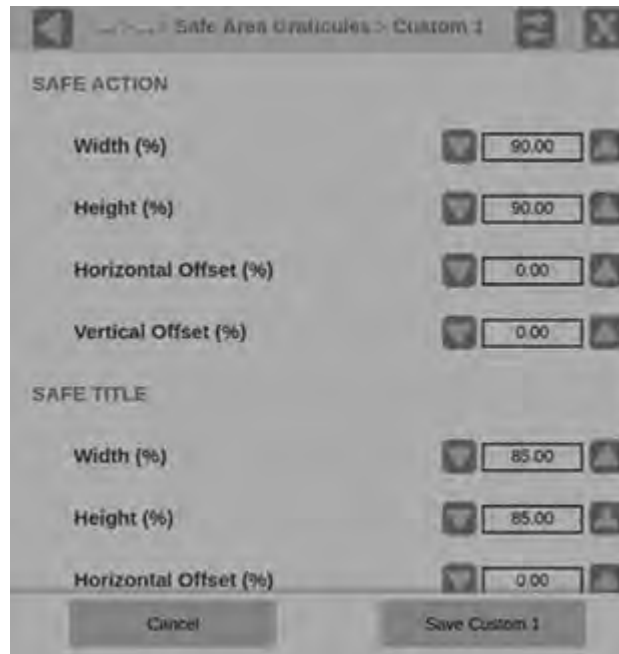 ... > ... > Safe Area Graticules > Custom 1
SAFE ACTION
Width (%) 90.00
Height (%) 90.00
Horizontal Offset (%) 0.00
Vertical Offset (%) 0.00
SAFE TITLE
Width (%) 85.00
Height (%) 85.00
Horizontal Offset (%) 0.00
Cancel Save Custom 1